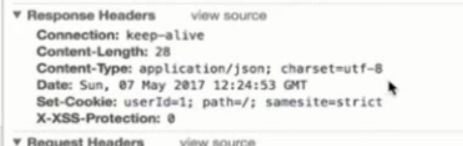 ▼ Response Headers view source
Connection: keep-alive
Content-Length: 28
Content-Type: application/json; charset=utf-8
Date: Sun, 07 May 2017 12:24:53 GMT
Set-Cookie: userId=1; path=/; samesite=strict
X-XSS-Protection: 0
▼ Request Headers view source